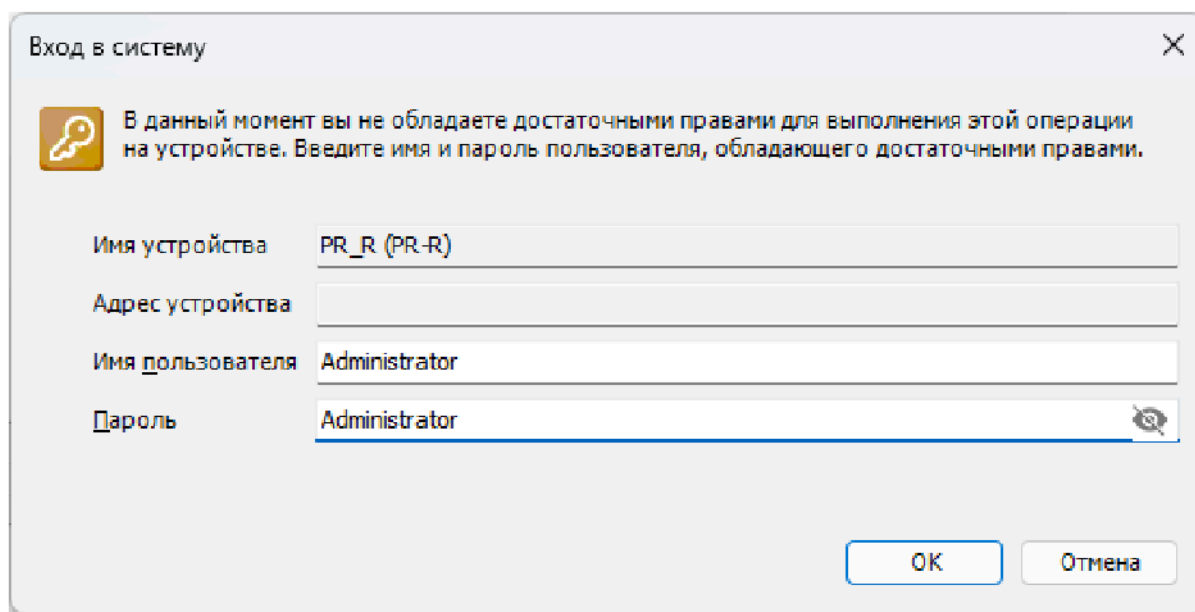 Вход в систему
В данный момент вы не обладаете достаточными правами для выполнения этой операции
на устройстве. Введите имя и пароль пользователя, обладающего достаточными правами.
Имя устройства PR_R (PR-R)
Адрес устройства
Имя пользователя Administrator
Пароль Administrator
ОК Отмена